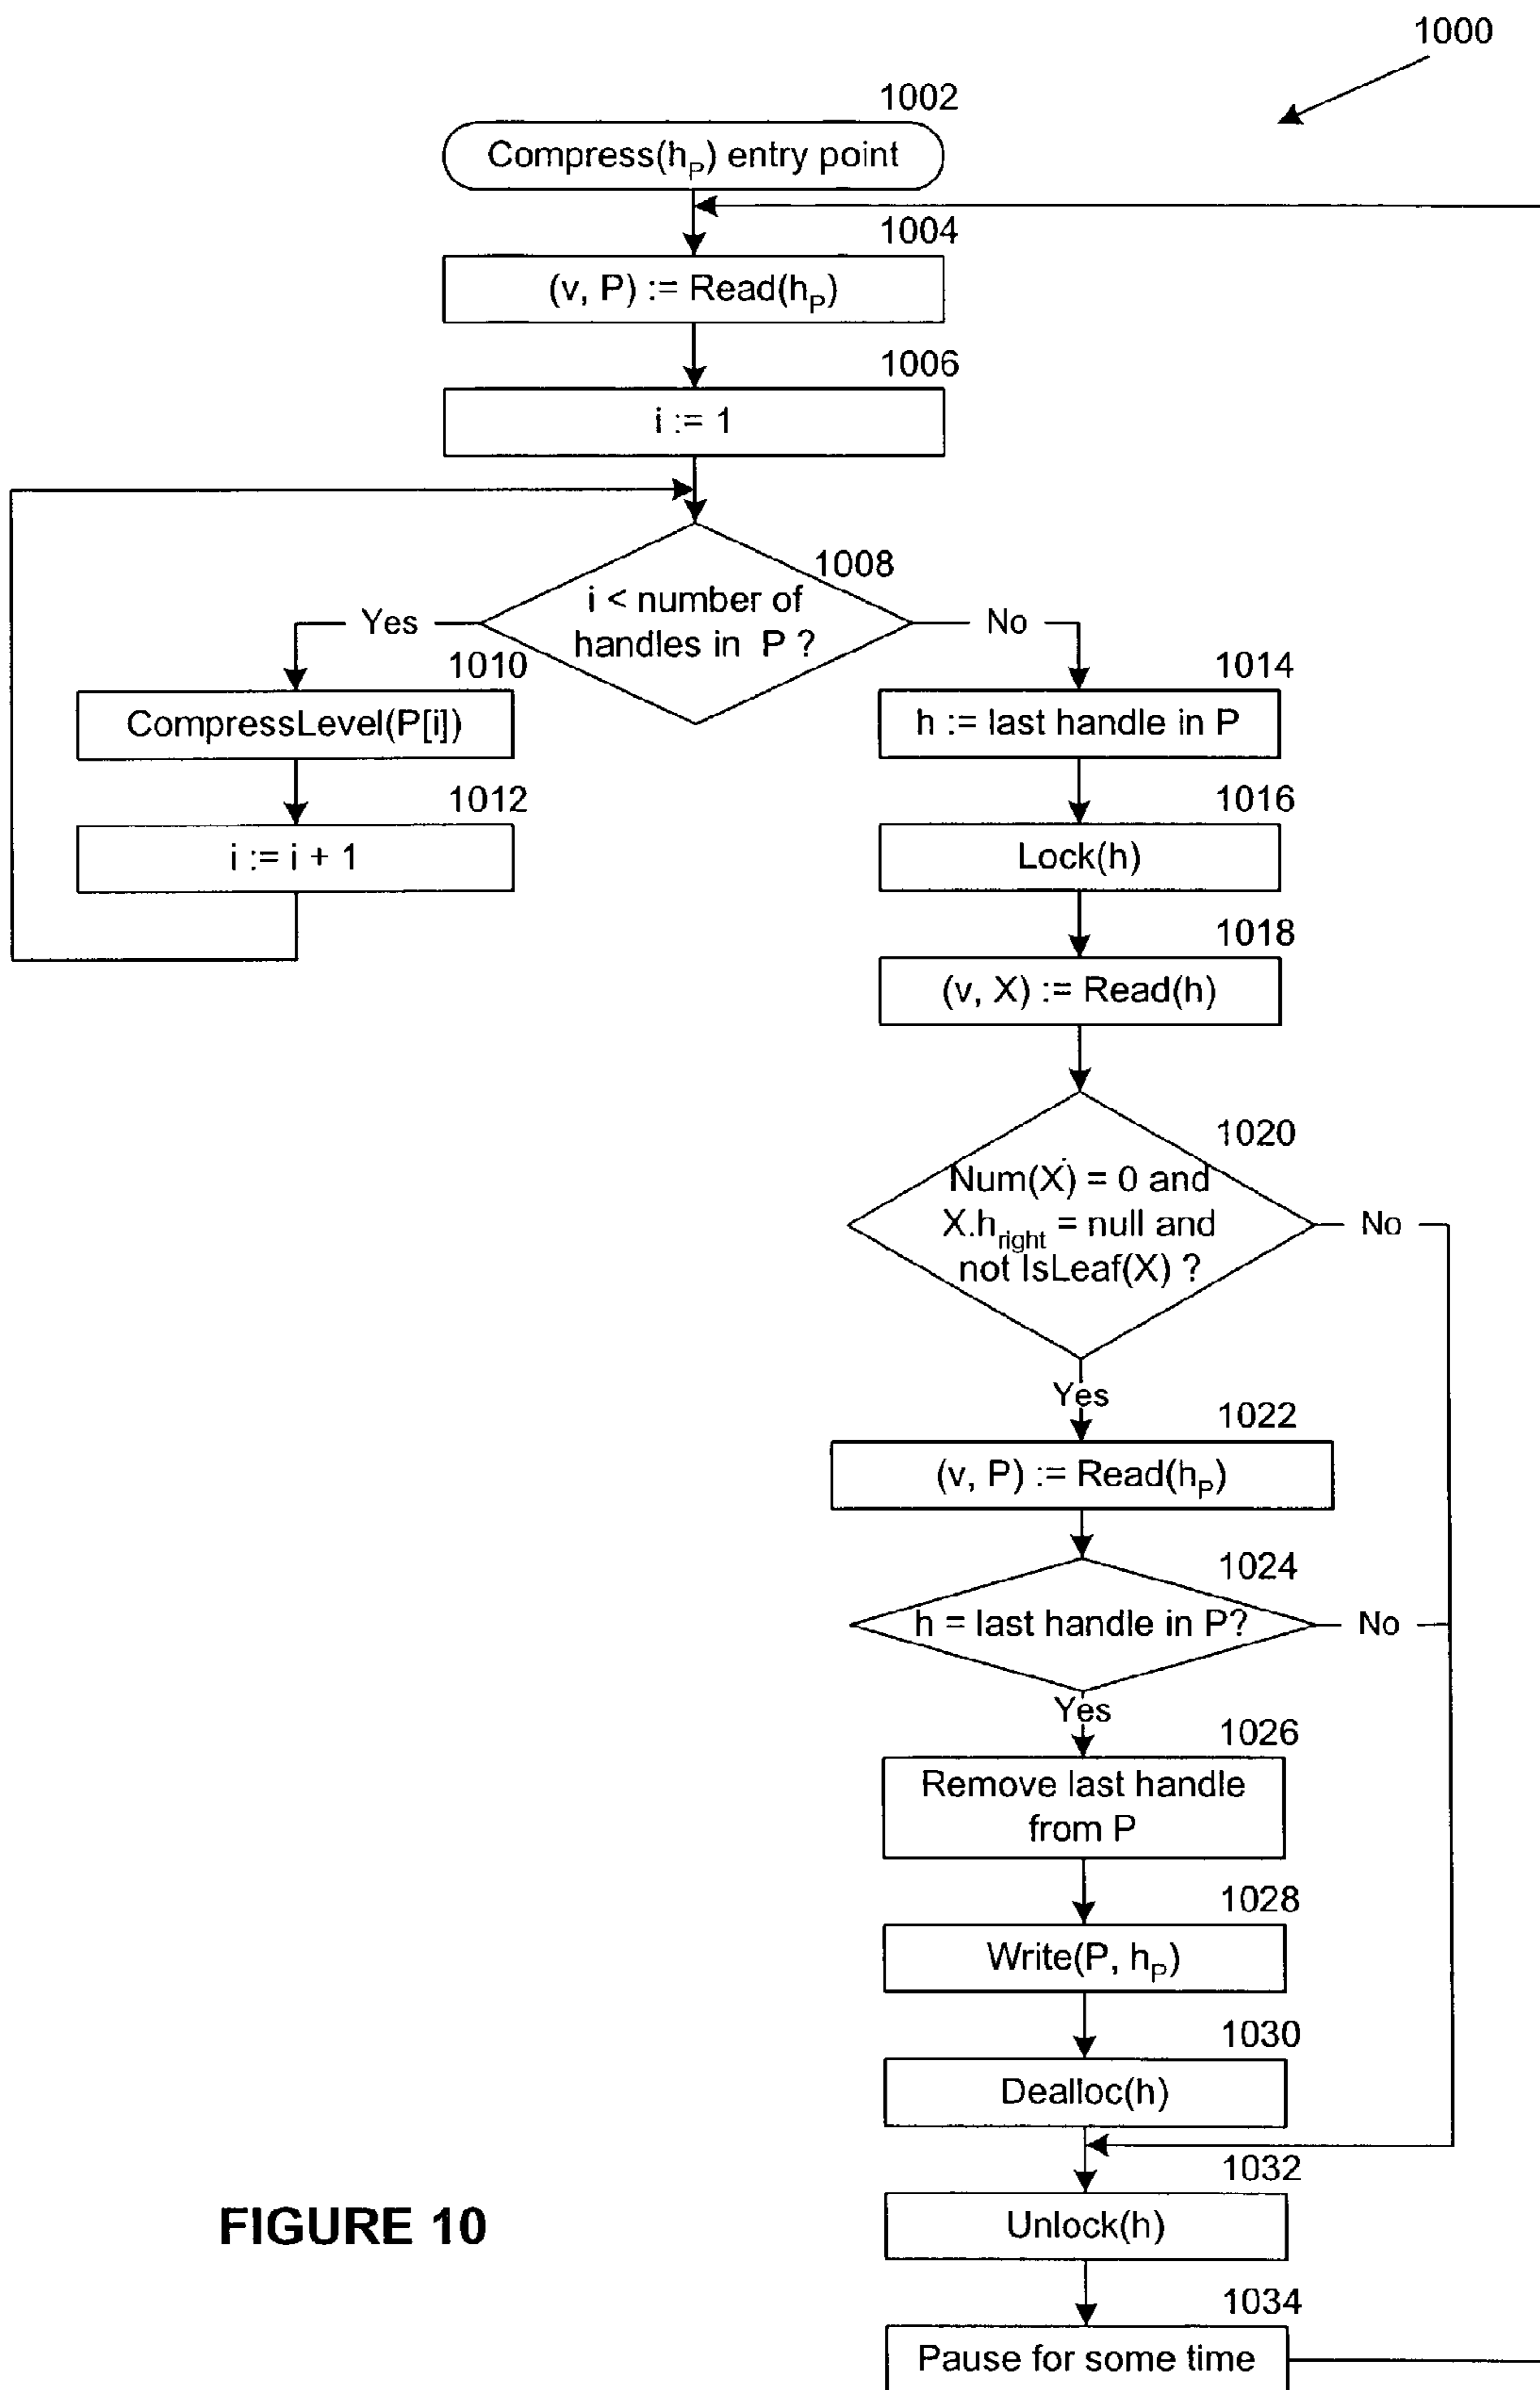 1000
1002
Compress(hP) entry point
1004
(v, P) := Read(hP)
1006
i := 1
1008
i < number of
handles in P ?
Yes
No
1010
CompressLevel(P[i])
1012
i := i + 1
1014
h := last handle in P
1016
Lock(h)
1018
(v, X) := Read(h)
1020
Num(X) = 0 and
X.hright = null and
not IsLeaf(X) ?
No
Yes
1022
(v, P) := Read(hP)
1024
h = last handle in P?
No
Yes
1026
Remove last handle
from P
1028
Write(P, hP)
1030
Dealloc(h)
1032
Unlock(h)
1034
Pause for some time
FIGURE 10